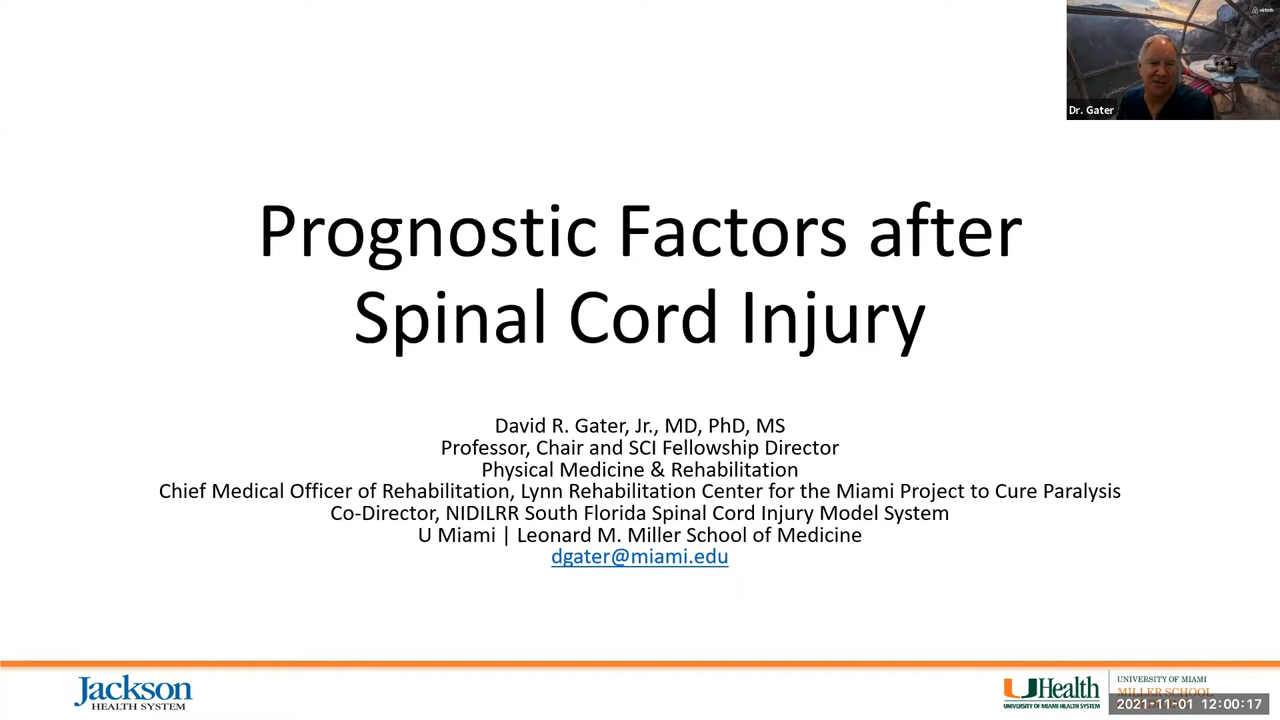 airbnb
Dr. Gater
Prognostic Factors after
Spinal Cord Injury
David R. Gater, Jr., MD, PhD, MS
Professor, Chair and SCI Fellowship Director
Physical Medicine & Rehabilitation
Chief Medical Officer of Rehabilitation, Lynn Rehabilitation Center for the Miami Project to Cure Paralysis
Co-Director, NIDILRR South Florida Spinal Cord Injury Model System
U Miami | Leonard M. Miller School of Medicine
dgater@miami.edu
Jackson
HEALTH SYSTEM
UHealth
UNIVERSITY OF MIAMI HEALTH SYSTEM
UNIVERSITY OF MIAMI
MILLER SCHOOL
2021-11-01 12:00:17